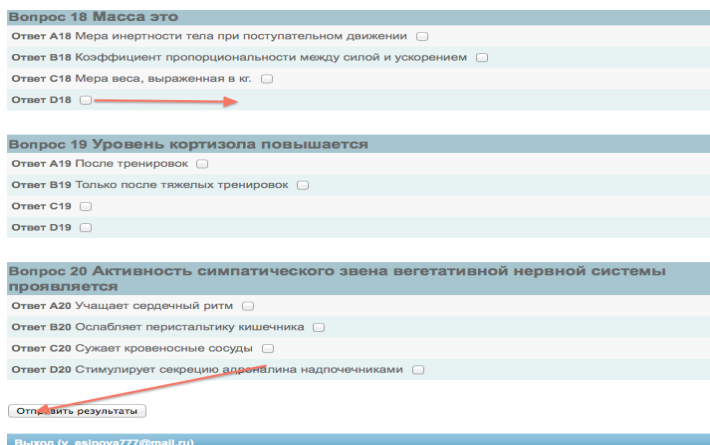 Вопрос 18 Масса это
Ответ A18 Мера инертности тела при поступательном движении
Ответ B18 Коэффициент пропорциональности между силой и ускорением
Ответ C18 Мера веса, выраженная в кг.
Ответ D18
Вопрос 19 Уровень кортизола повышается
Ответ A19 После тренировок
Ответ B19 Только после тяжелых тренировок
Ответ C19
Ответ D19
Вопрос 20 Активность симпатического звена вегетативной нервной системы
проявляется
Ответ A20 Учащает сердечный ритм
Ответ B20 Ослабляет перистальтику кишечника
Ответ C20 Сужает кровеносные сосуды
Ответ D20 Стимулирует секрецию адреналина надпочечниками
Отправить результаты
Выход (v_esipova777@mail.ru)